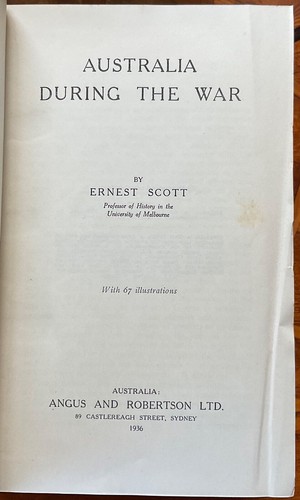 AUSTRALIA
DURING THE WAR
BY
ERNEST SCOTT
Professor of History in the
University of Melbourne
With 67 illustrations
AUSTRALIA:
ANGUS AND ROBERTSON LTD.
89 CASTLEREAGH STREET, SYDNEY
1936